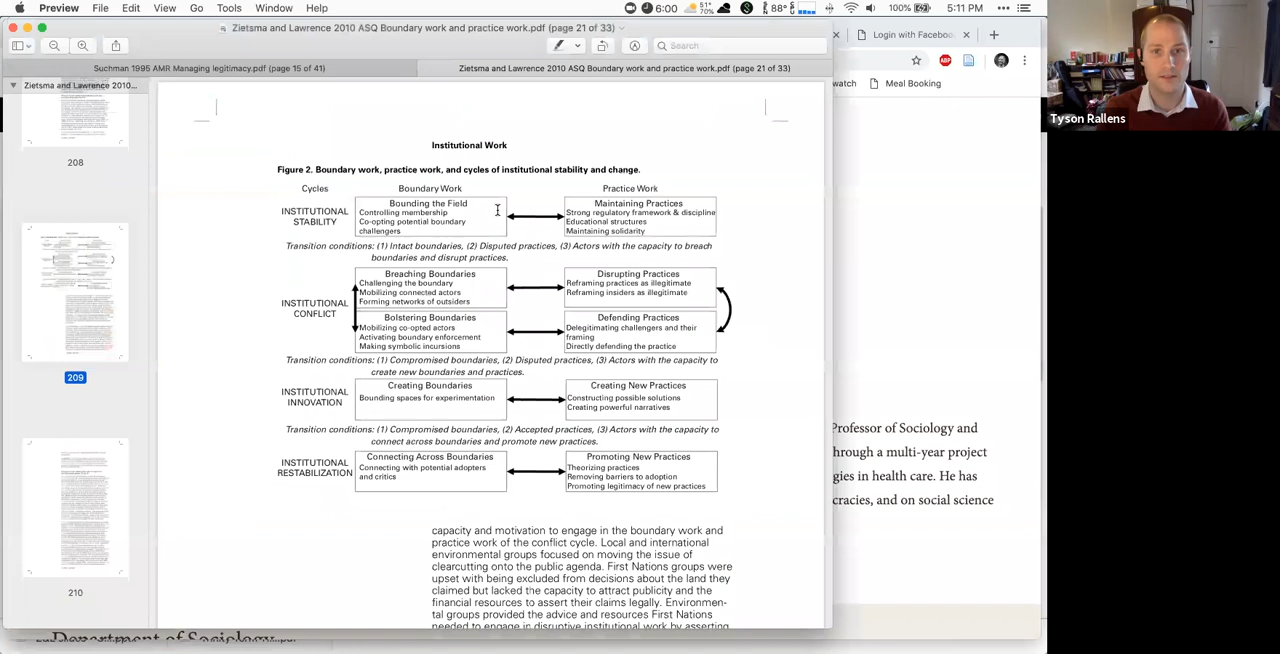 Preview File Edit View Go Tools Window Help
6:00 51° 70% 88° 100% 5:11 PM
Zietsma and Lawrence 2010 ASQ Boundary work and practice work.pdf (page 21 of 33)
Search
Suchman 1995 AMR Managing legitimacy.pdf (page 15 of 41)
Zietsma and Lawrence 2010 ASQ Boundary work and practice work.pdf (page 21 of 33)
Zietsma and Lawrence 2010...
208
209
210
Institutional Work
Figure 2. Boundary work, practice work, and cycles of institutional stability and change.
Cycles Boundary Work Practice Work
INSTITUTIONAL
STABILITY
Bounding the Field
Controlling membership
Co-opting potential boundary
challengers
Maintaining Practices
Strong regulatory framework & discipline
Educational structures
Maintaining solidarity
Transition conditions: (1) Intact boundaries, (2) Disputed practices, (3) Actors with the capacity to breach
boundaries and disrupt practices.
INSTITUTIONAL
CONFLICT
Breaching Boundaries
Challenging the boundary
Mobilizing connected actors
Forming networks of outsiders
Disrupting Practices
Reframing practices as illegitimate
Reframing insiders as illegitimate
Bolstering Boundaries
Mobilizing co-opted actors
Activating boundary enforcement
Making symbolic incursions
Defending Practices
Delegitimating challengers and their
framing
Directly defending the practice
Transition conditions: (1) Compromised boundaries, (2) Disputed practices, (3) Actors with the capacity to
create new boundaries and practices.
INSTITUTIONAL
INNOVATION
Creating Boundaries
Bounding spaces for experimentation
Creating New Practices
Constructing possible solutions
Creating powerful narratives
Transition conditions: (1) Compromised boundaries, (2) Accepted practices, (3) Actors with the capacity to
connect across boundaries and promote new practices.
INSTITUTIONAL
RESTABILIZATION
Connecting Across Boundaries
Connecting with potential adopters
and critics
Promoting New Practices
Theorizing practices
Removing barriers to adoption
Promoting legitimacy of new practices
capacity and motivation to engage in the boundary work and
practice work of the conflict cycle. Local and international
environmental groups focused on moving the issue of
clearcutting onto the public agenda. First Nations groups were
upset with being excluded from decisions about the land they
claimed but lacked the capacity to attract publicity and the
financial resources to assert their claims legally. Environmen-
tal groups provided the advice and resources First Nations
needed to engage in disruptive institutional work by asserting
Login with Faceboo
ABP
watch Meal Booking
Professor of Sociology and
hrough a multi-year project
gies in health care. He has
cracies, and on social science
Department of Sociology
Tyson Rallens